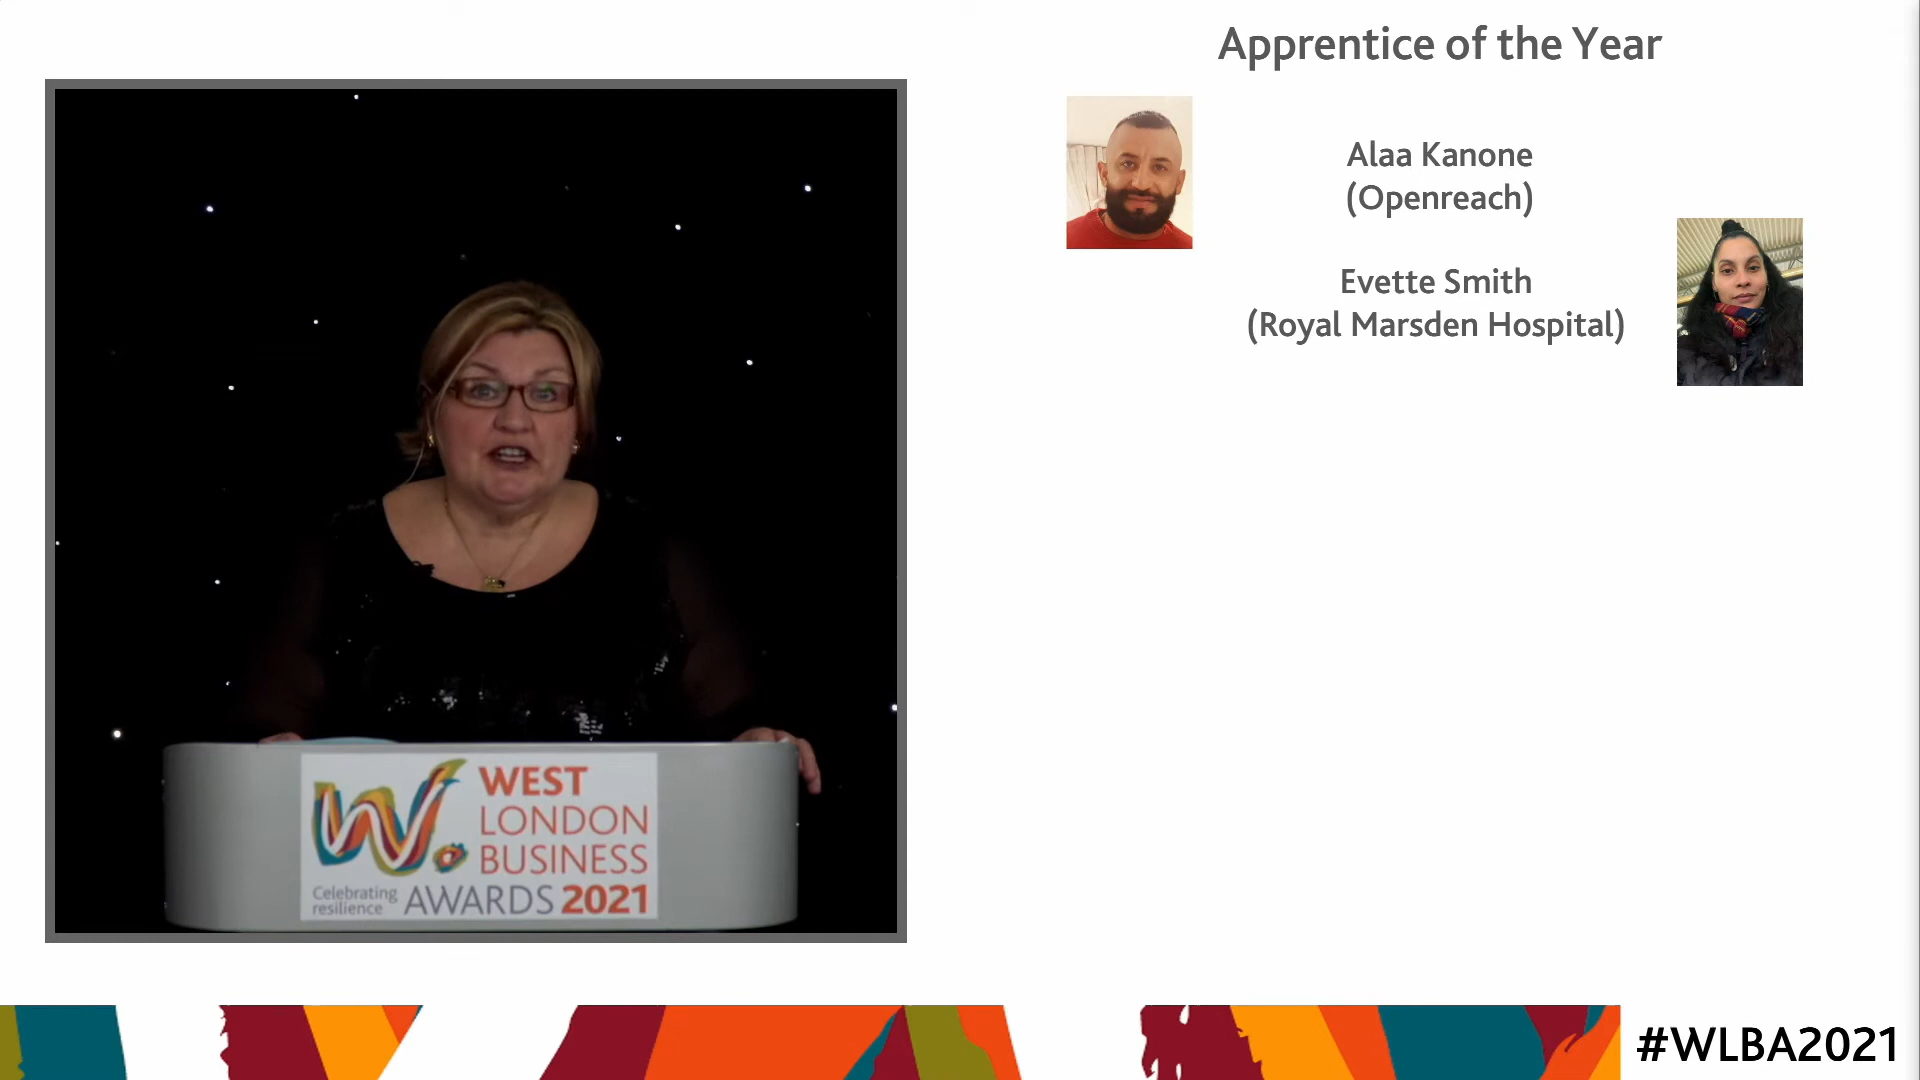 Apprentice of the Year
Alaa Kanone
(Openreach)
Evette Smith
(Royal Marsden Hospital)
W.
WEST
LONDON
BUSINESS
Celebrating
resilience
AWARDS 2021
#WLBA2021